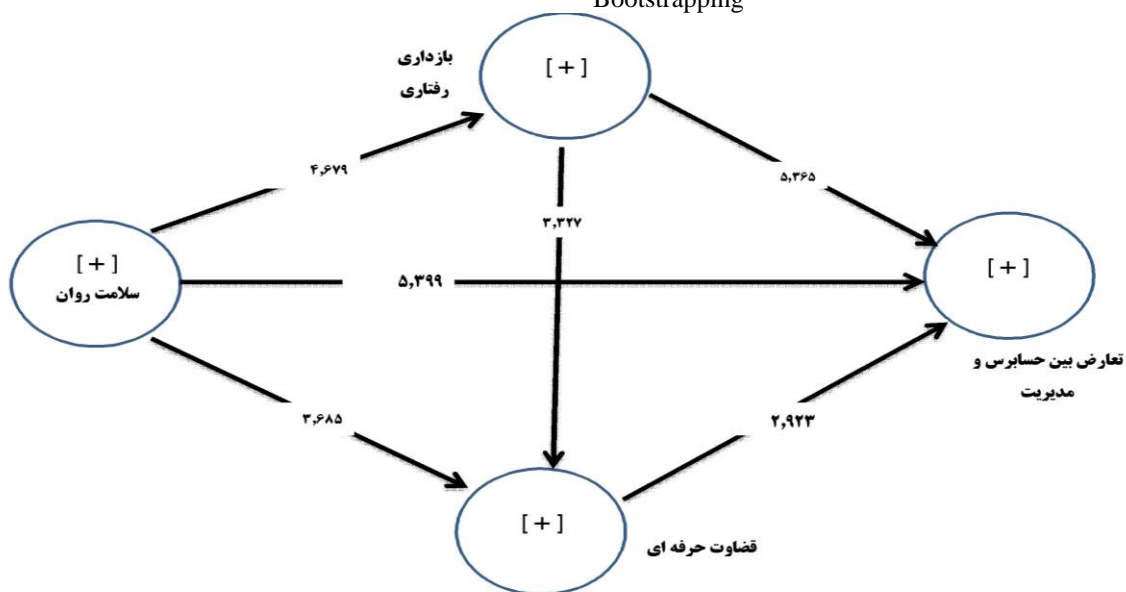 Bootstrapping
بازداری
رفتاری
[+]
۴,۶۷۹
۵,۳۶۵
۳,۳۲۷
[+]
سلامت روان
۵,۳۹۹
[+]
تعارض بین حسابرس و
مدیریت
۳,۶۸۵
۲,۹۲۳
[+]
قضاوت حرفه ای